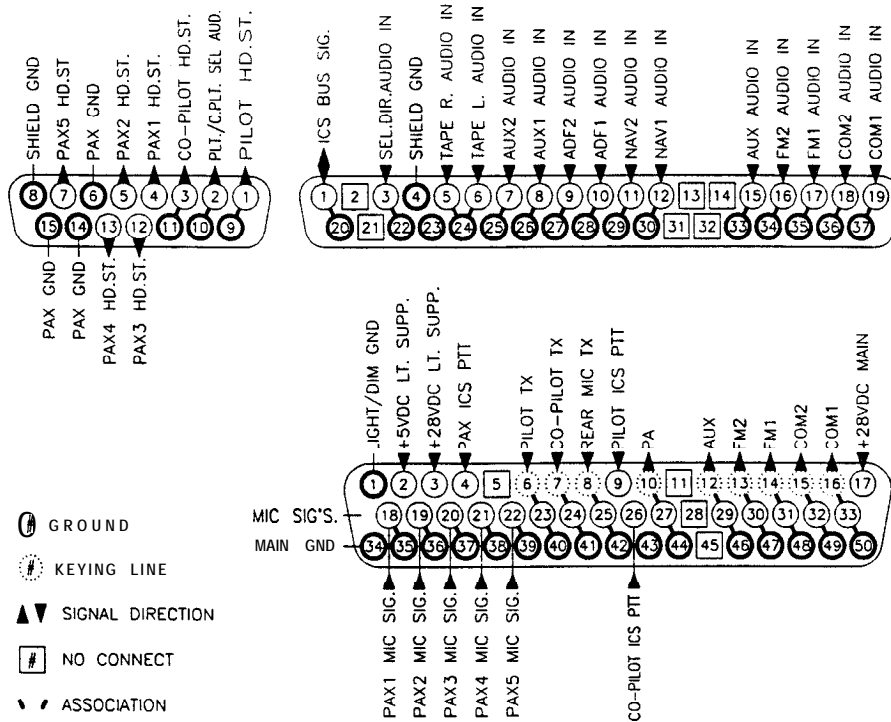 SHIELD GND
PAX5 HD.ST
PAX GND
PAX2 HD.ST.
PAX1 HD.ST.
CO-PILOT HD.ST.
PLT./C.PLT. SEL AUD.
PILOT HD.ST.
8 7 6 5 4 3 2 1
15 14 13 12 11 10 9
PAX GND
PAX GND
PAX4 HD.ST.
PAX3 HD.ST.
ICS BUS SIG.
SEL.DIR.AUDIO IN
SHIELD GND
TAPE R. AUDIO IN
TAPE L. AUDIO IN
AUX2 AUDIO IN
AUX1 AUDIO IN
ADF2 AUDIO IN
ADF1 AUDIO IN
NAV2 AUDIO IN
NAV1 AUDIO IN
AUX AUDIO IN
FM2 AUDIO IN
FM1 AUDIO IN
COM2 AUDIO IN
COM1 AUDIO IN
1 2 3 4 5 6 7 8 9 10 11 12 13 14 15 16 17 18 19
20 21 22 23 24 25 26 27 28 29 30 31 32 33 34 35 36 37
LIGHT/DIM GND
+5VDC LT. SUPP.
+28VDC LT. SUPP.
PAX ICS PTT
PILOT TX
CO-PILOT TX
REAR MIC TX
PILOT ICS PTT
PA
AUX
FM2
FM1
COM2
COM1
+28VDC MAIN
1 2 3 4 5 6 7 8 9 10 11 12 13 14 15 16 17
MIC SIG'S.
18 19 20 21 22 23 24 25 26 27 28 29 30 31 32 33
MAIN GND
34 35 36 37 38 39 40 41 42 43 44 45 46 47 48 49 50
PAX1 MIC SIG.
PAX2 MIC SIG.
PAX3 MIC SIG.
PAX4 MIC SIG.
PAX5 MIC SIG.
CO-PILOT ICS PTT
# GROUND
# KEYING LINE
SIGNAL DIRECTION
# NO CONNECT
ASSOCIATION